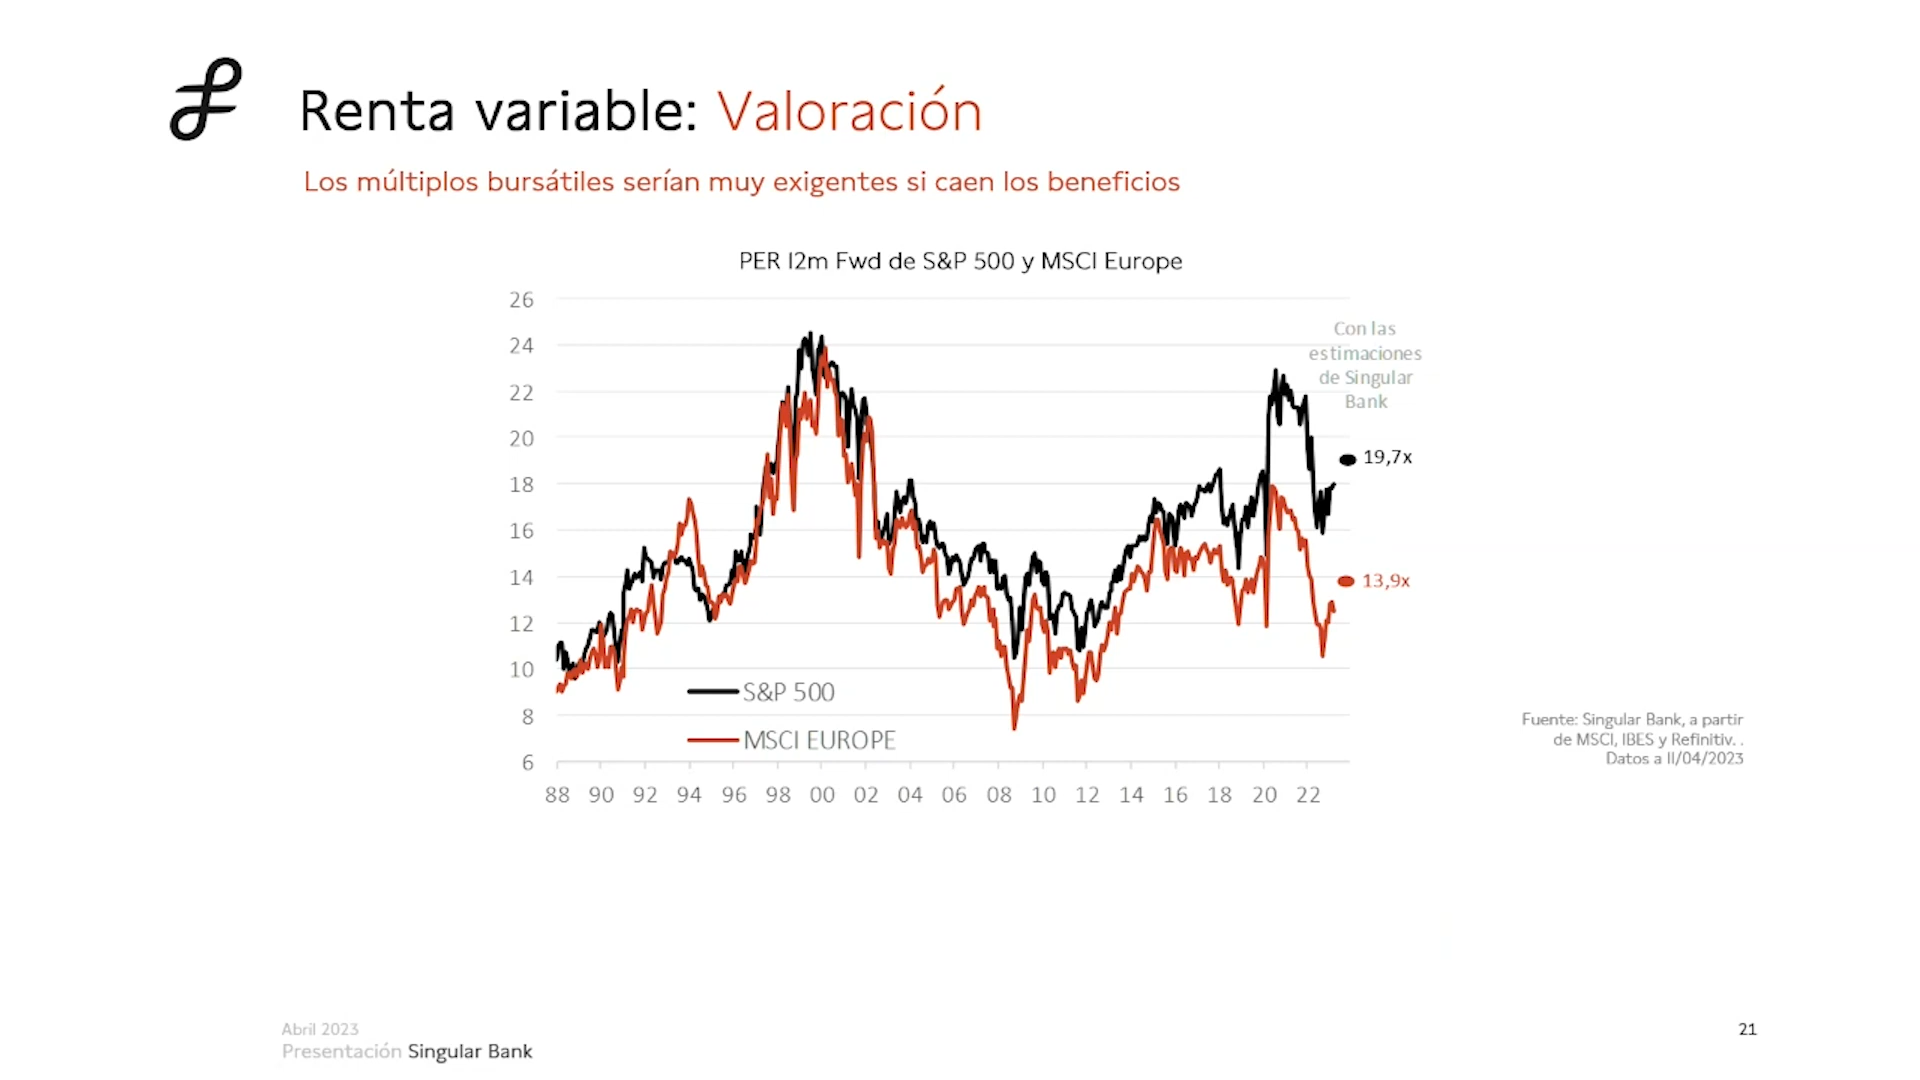 Renta variable: Valoración
Los múltiplos bursátiles serían muy exigentes si caen los beneficios
PER 12m Fwd de S&P 500 y MSCI Europe
26
24
22
20
18
16
14
12
10
8
6
Con las
estimaciones
de Singular
Bank
19,7x
13,9x
S&P 500
MSCI EUROPE
88 90 92 94 96 98 00 02 04 06 08 10 12 14 16 18 20 22
Fuente: Singular Bank, a partir
de MSCI, IBES y Refinitiv. .
Datos a 11/04/2023
Abril 2023
Presentación Singular Bank
21